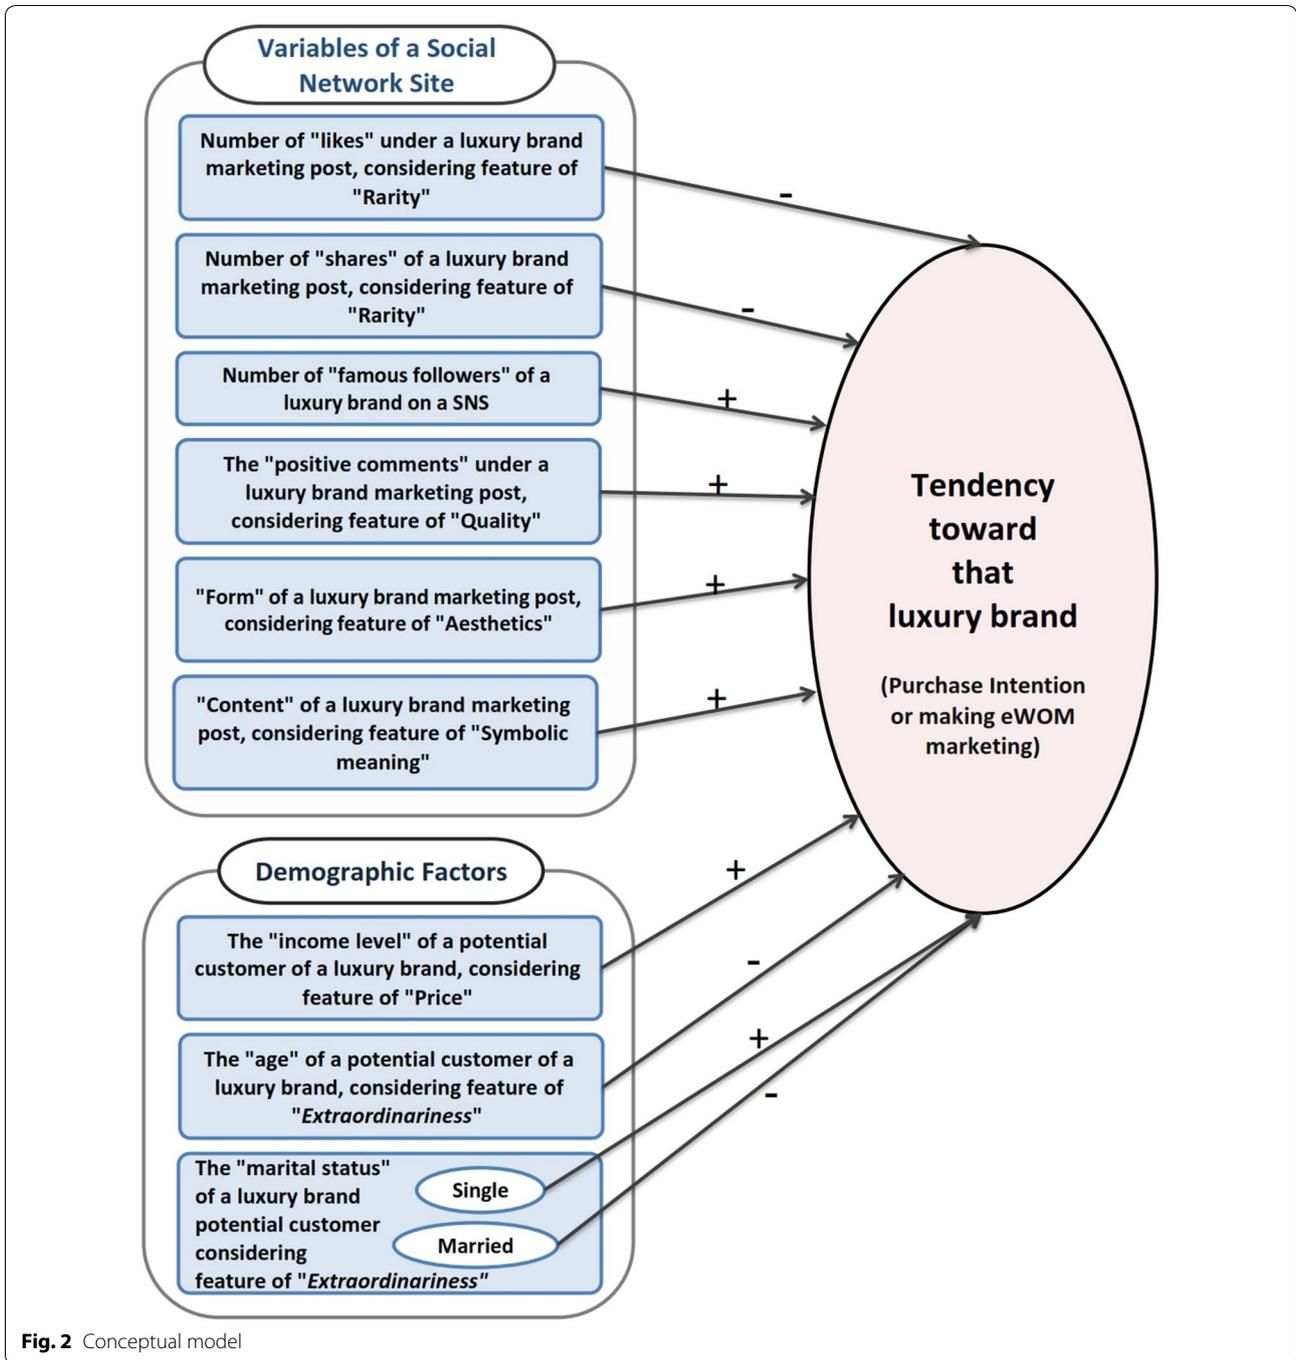 Variables of a Social
Network Site
Number of "likes" under a luxury brand
marketing post, considering feature of
"Rarity"
-
Number of "shares" of a luxury brand
marketing post, considering feature of
"Rarity"
-
Number of "famous followers" of a
luxury brand on a SNS
+
The "positive comments" under a
luxury brand marketing post,
considering feature of "Quality"
+
"Form" of a luxury brand marketing post,
considering feature of "Aesthetics"
+
"Content" of a luxury brand marketing
post, considering feature of "Symbolic
meaning"
+
Tendency
toward
that
luxury brand
(Purchase Intention
or making eWOM
marketing)
Demographic Factors
The "income level" of a potential
customer of a luxury brand, considering
feature of "Price"
+
The "age" of a potential customer of a
luxury brand, considering feature of
"Extraordinariness"
-
The "marital status"
of a luxury brand
potential customer
considering
feature of "Extraordinariness"
Single
+
Married
-
Fig. 2 Conceptual model